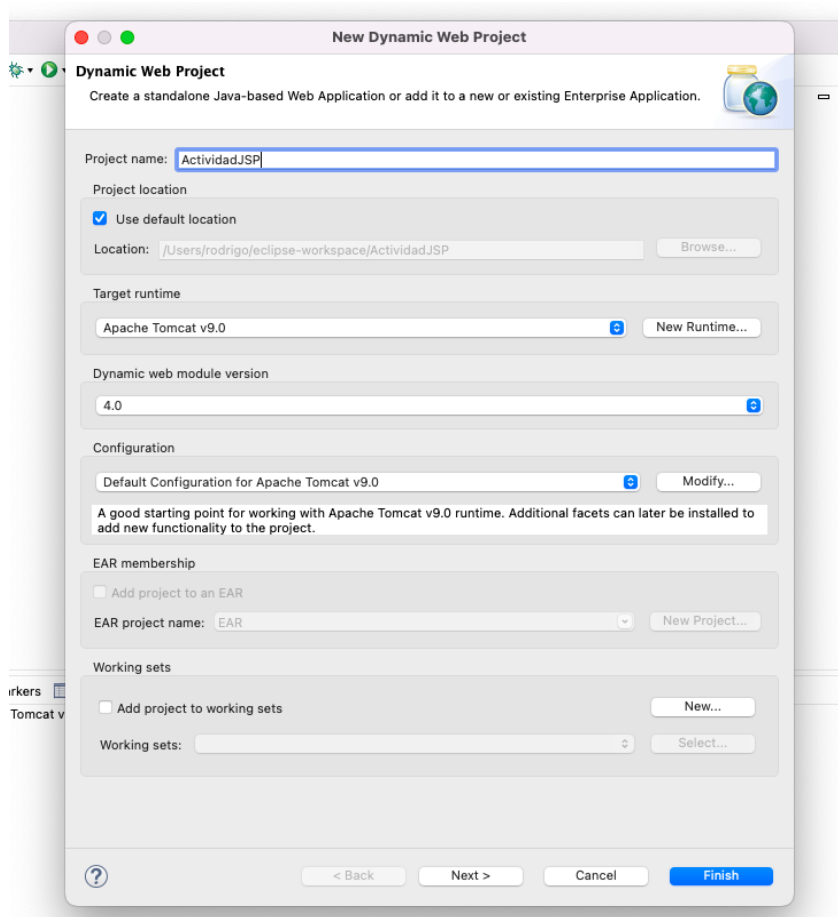 New Dynamic Web Project
Dynamic Web Project
Create a standalone Java-based Web Application or add it to a new or existing Enterprise Application.
Project name: ActividadJSP
Project location
Use default location
Location: /Users/rodrigo/eclipse-workspace/ActividadJSP Browse...
Target runtime
Apache Tomcat v9.0 New Runtime...
Dynamic web module version
4.0
Configuration
Default Configuration for Apache Tomcat v9.0 Modify...
A good starting point for working with Apache Tomcat v9.0 runtime. Additional facets can later be installed to
add new functionality to the project.
EAR membership
Add project to an EAR
EAR project name: EAR New Project...
Working sets
rkers
Add project to working sets New...
Tomcat v
Working sets: Select...
? < Back Next > Cancel Finish